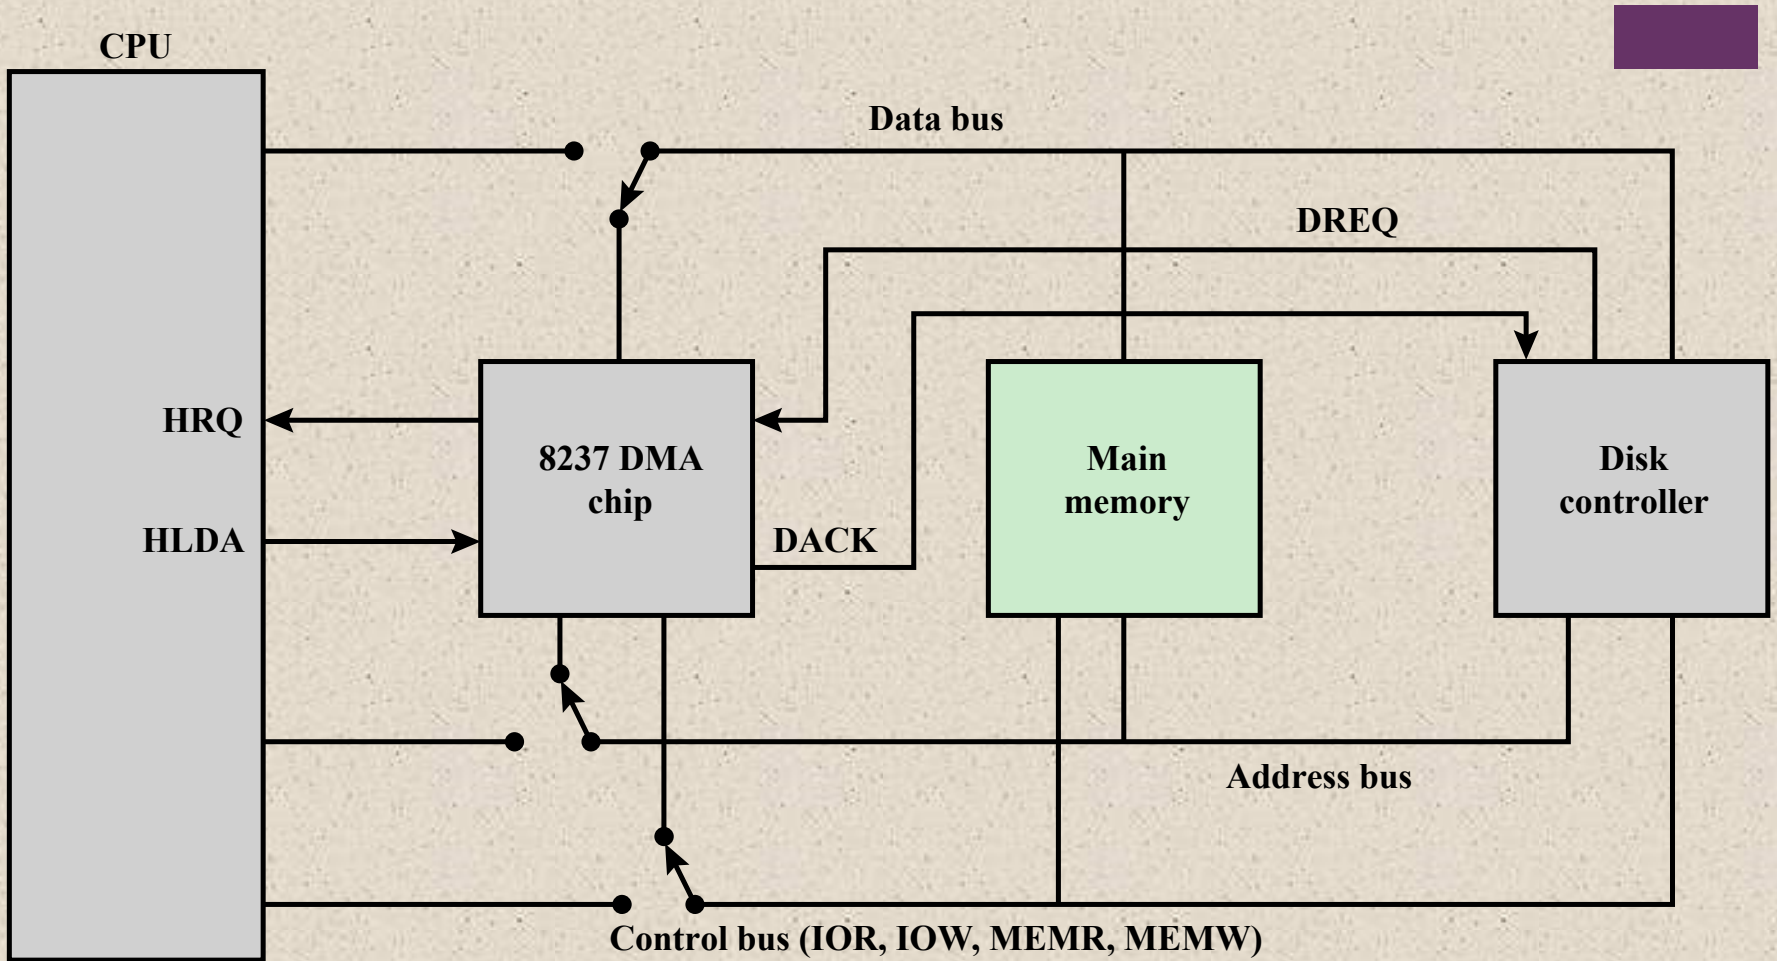 CPU
Data bus
DREQ
HRQ
8237 DMA
chip
Main
memory
Disk
controller
HLDA
DACK
Address bus
Control bus (IOR, IOW, MEMR, MEMW)